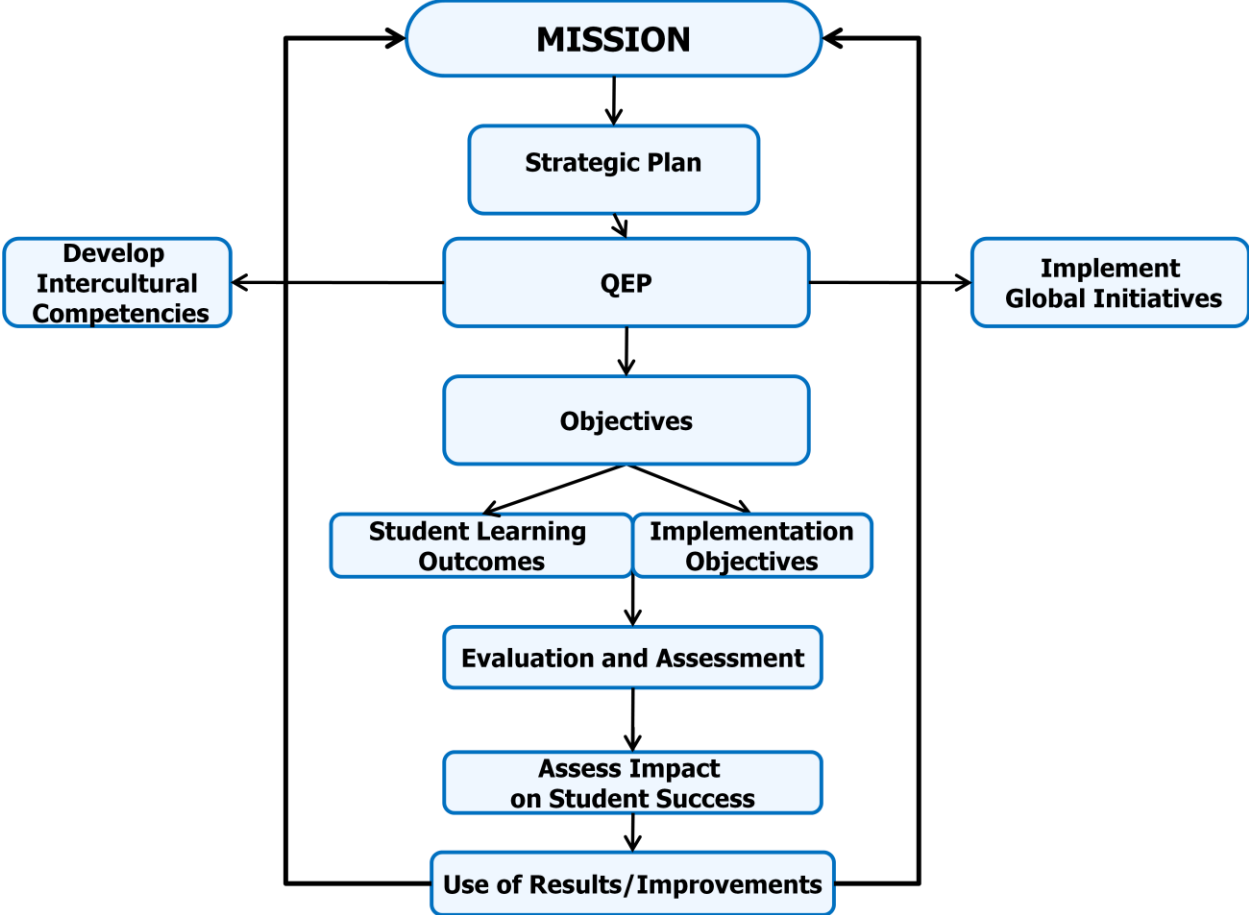 MISSION
Strategic Plan
Develop
Intercultural
Competencies
QEP
Implement
Global Initiatives
Objectives
Student Learning
Outcomes
Implementation
Objectives
Evaluation and Assessment
Assess Impact
on Student Success
Use of Results/Improvements